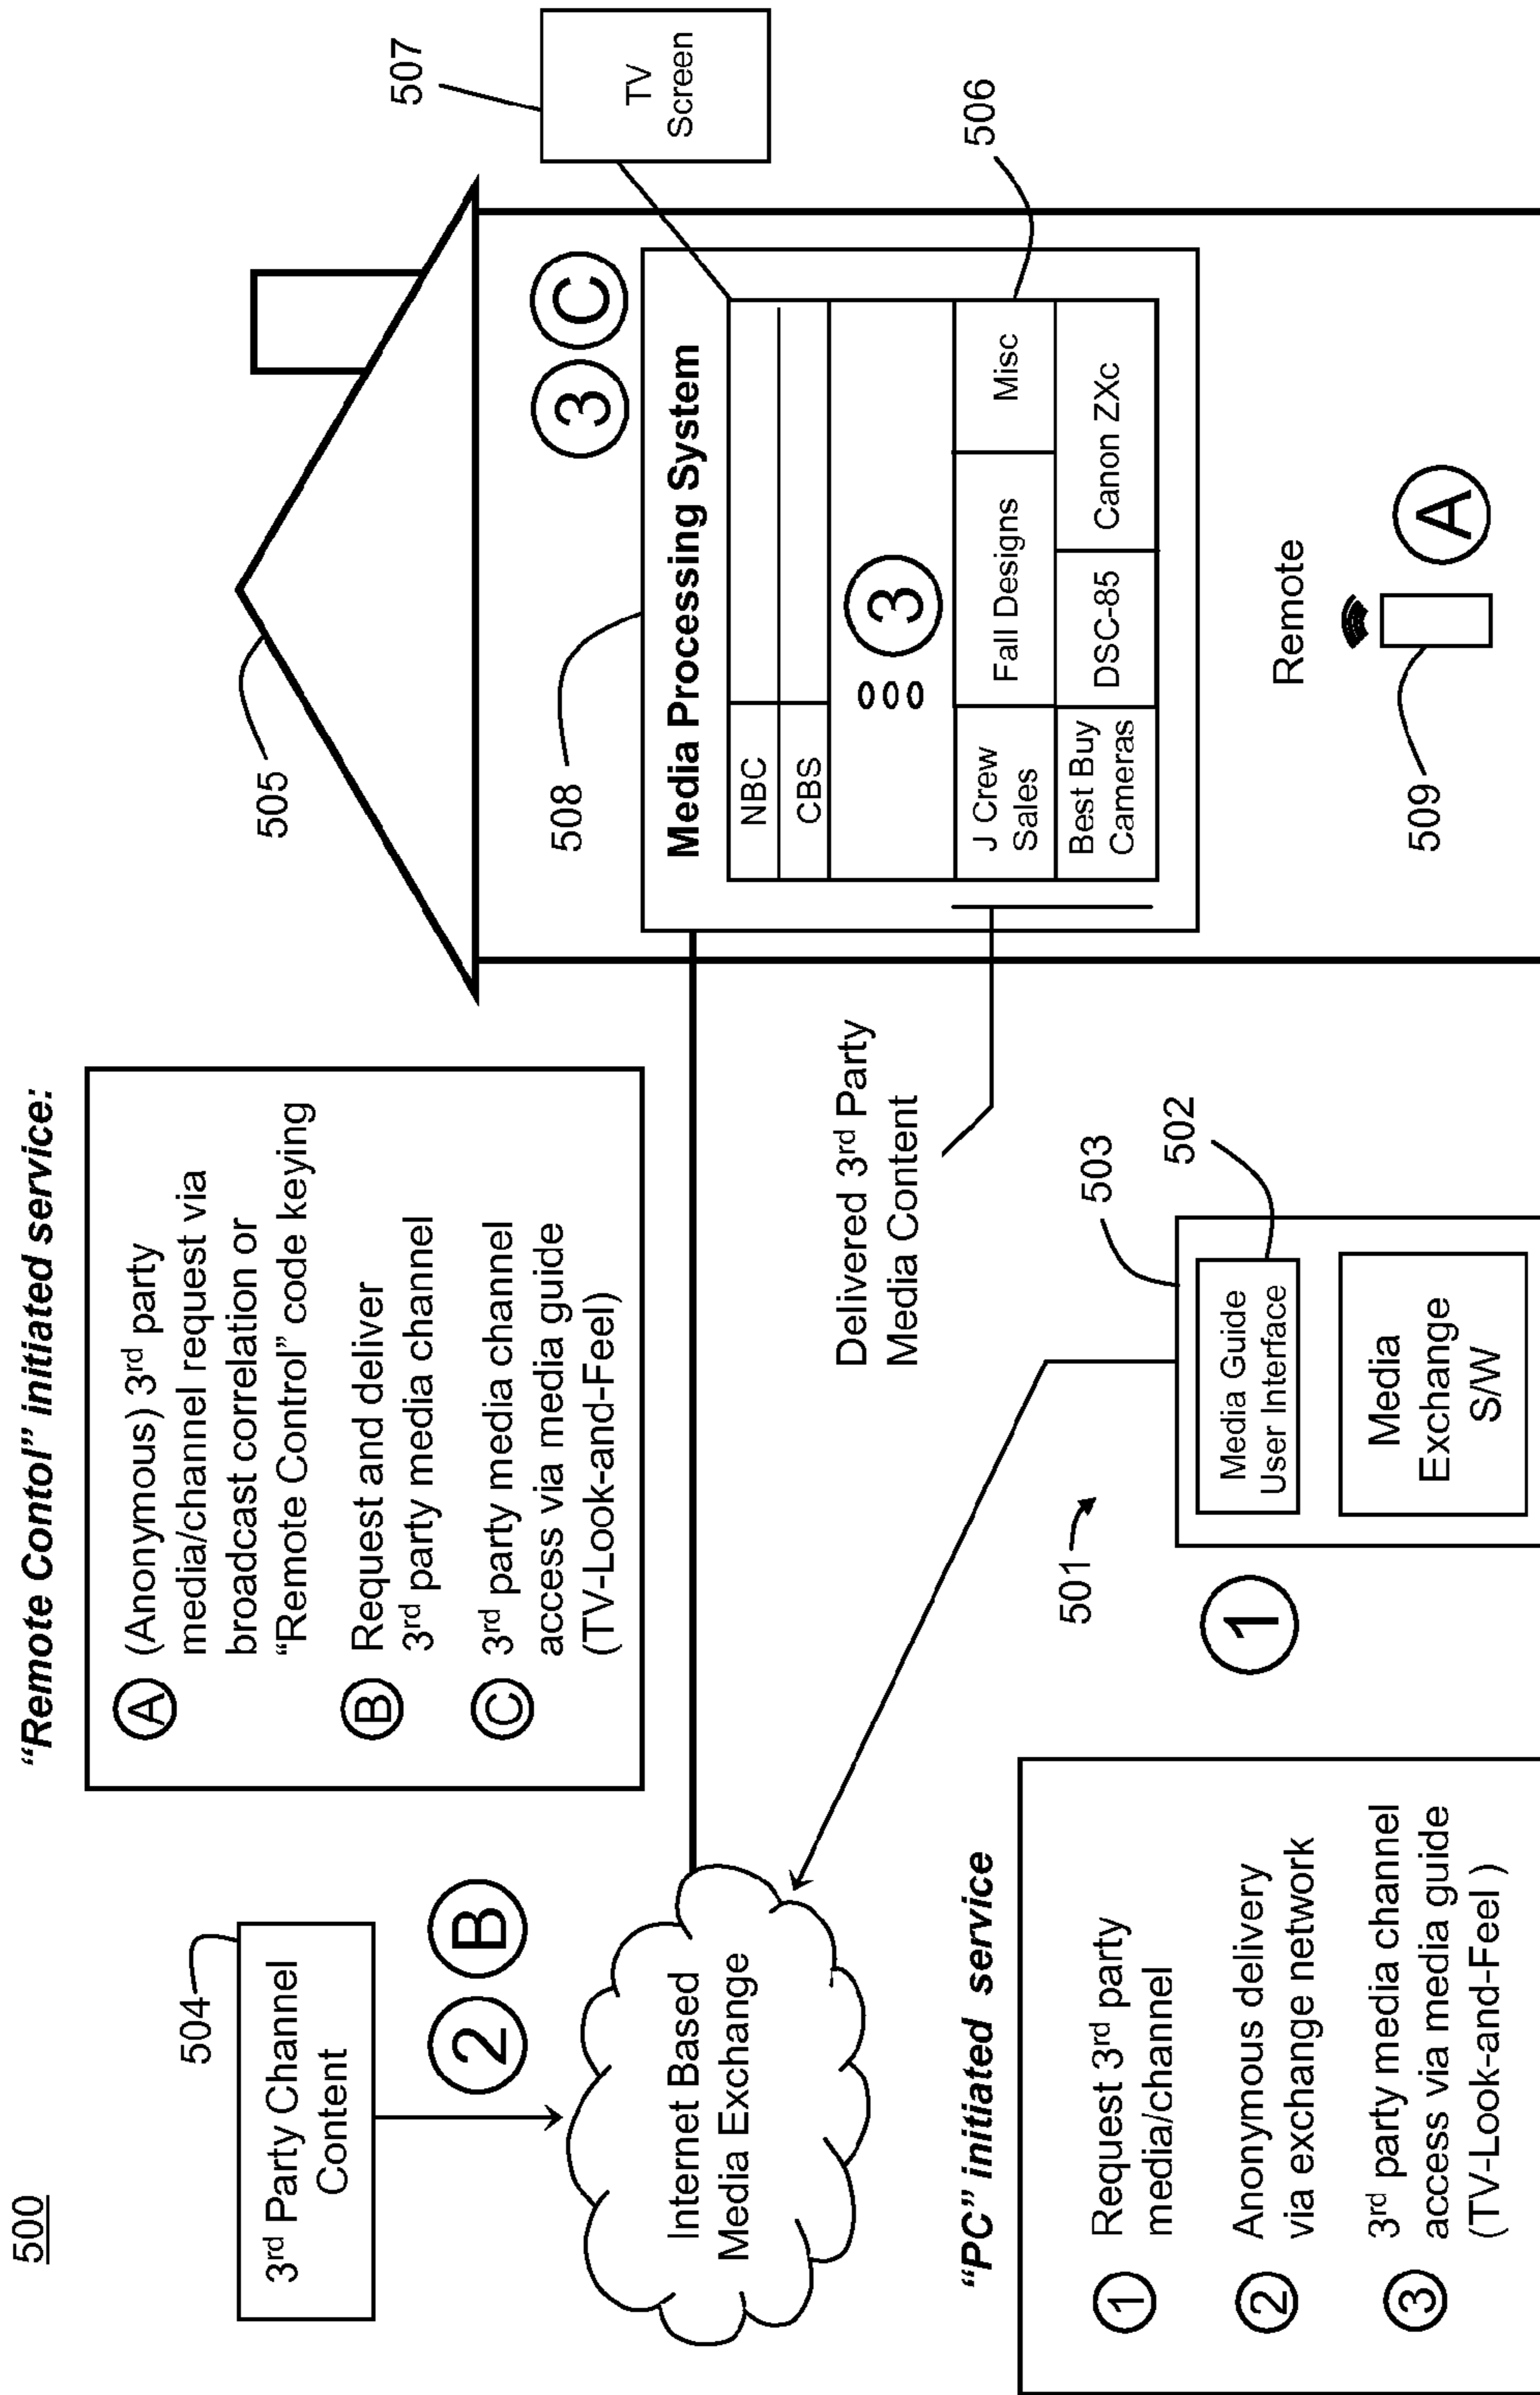 500
"Remote Contol" initiated service:
A (Anonymous) 3rd party
media/channel request via
broadcast correlation or
"Remote Control" code keying
B Request and deliver
3rd party media channel
C 3rd party media channel
access via media guide
(TV-Look-and-Feel)
504
3rd Party Channel
Content
2 B
Internet Based
Media Exchange
"PC" initiated service
1 Request 3rd party
media/channel
2 Anonymous delivery
via exchange network
3 3rd party media channel
access via media guide
(TV-Look-and-Feel )
501
1
503
502
Media Guide
User Interface
Media
Exchange
S/W
Delivered 3rd Party
Media Content
505
507
TV
Screen
3 C
508
Media Processing System
NBC
CBS
000
3
506
J Crew
Sales
Fall Designs
Misc
Best Buy
Cameras
DSC-85
Canon ZXc
Remote
509
A